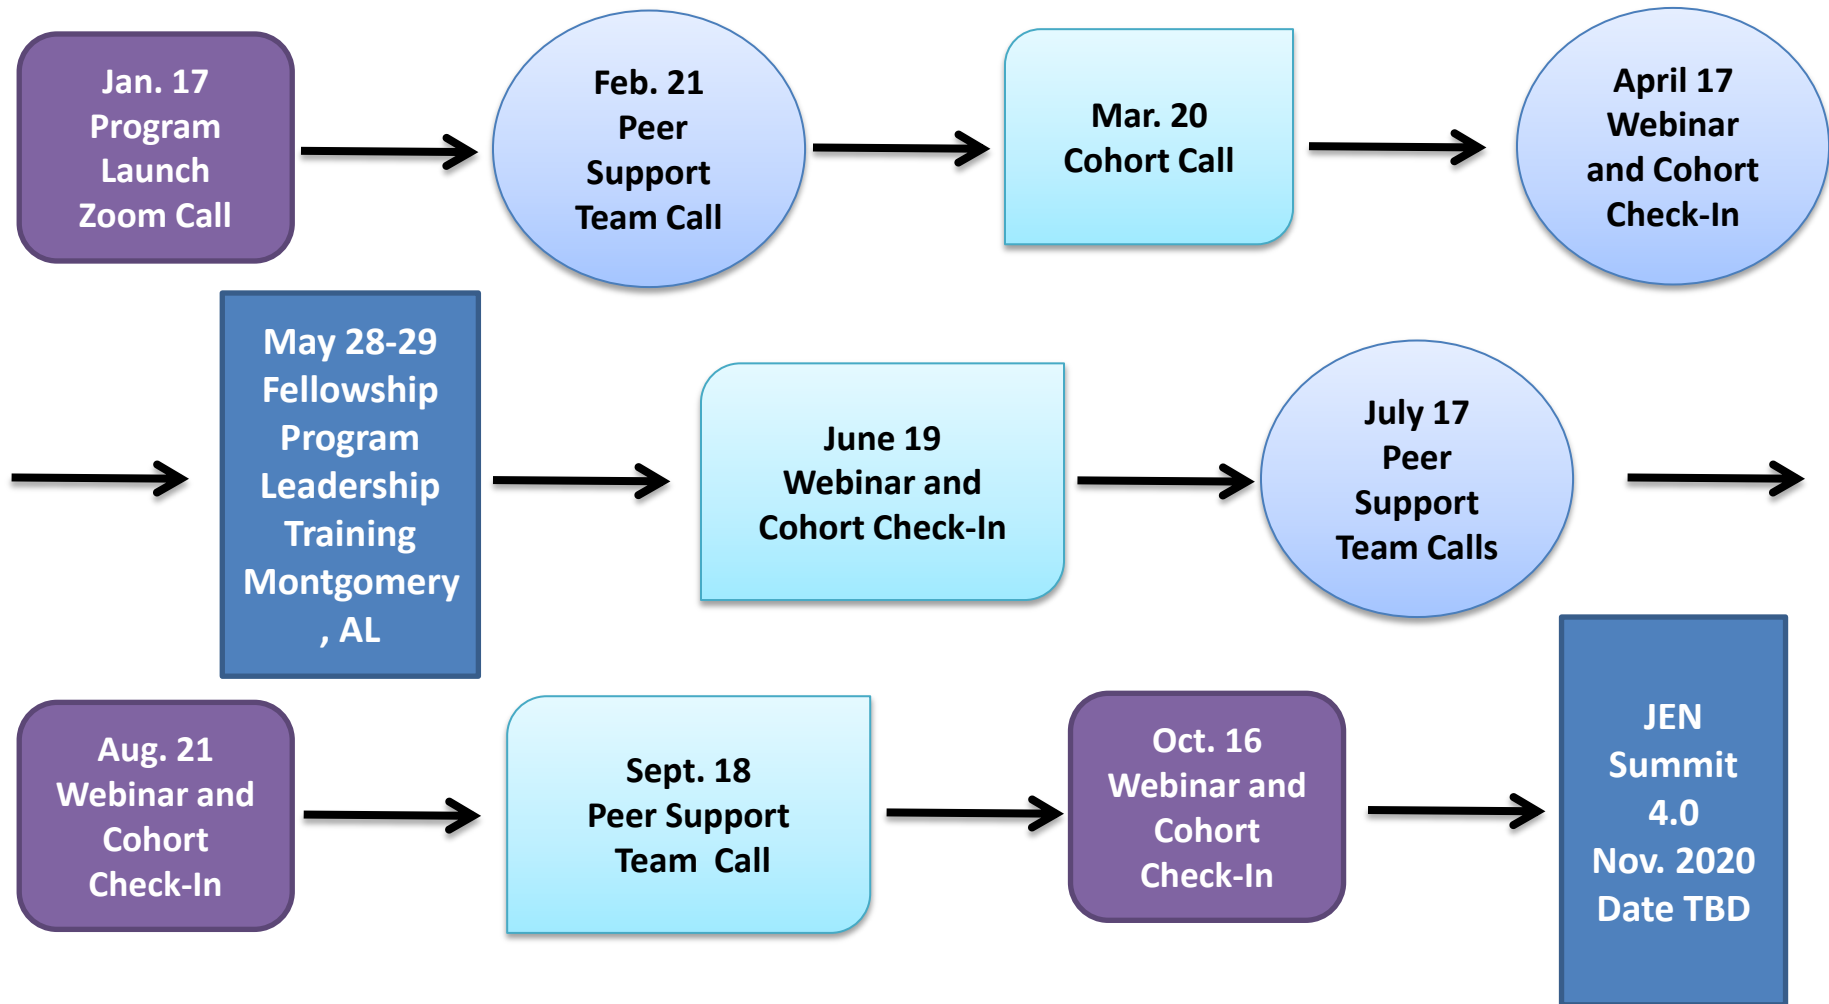 Jan. 17
Program
Launch
Zoom Call
Feb. 21
Peer
Support
Team Call
Mar. 20
Cohort Call
April 17
Webinar
and Cohort
Check-In
May 28-29
Fellowship
Program
Leadership
Training
Montgomery
, AL
June 19
Webinar and
Cohort Check-In
July 17
Peer
Support
Team Calls
Aug. 21
Webinar and
Cohort
Check-In
Sept. 18
Peer Support
Team  Call
Oct. 16
Webinar and
Cohort
Check-In
JEN
Summit
4.0
Nov. 2020
Date TBD